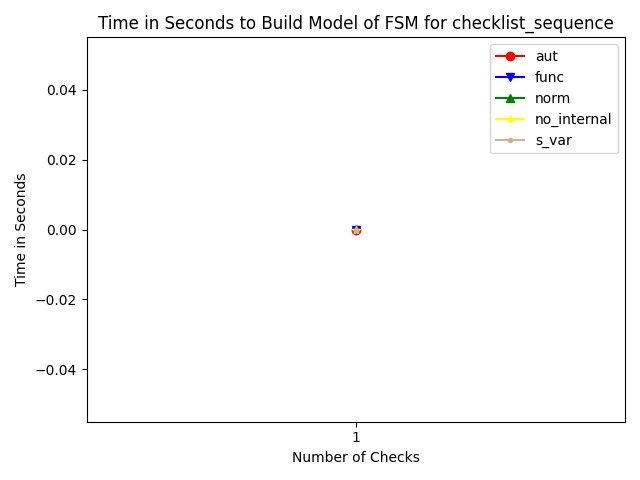 Time in Seconds to Build Model of FSM for checklist_sequence
aut
func
norm
no_internal
s_var
0.04
0.02
0.00
−0.02
−0.04
Time in Seconds
1
Number of Checks